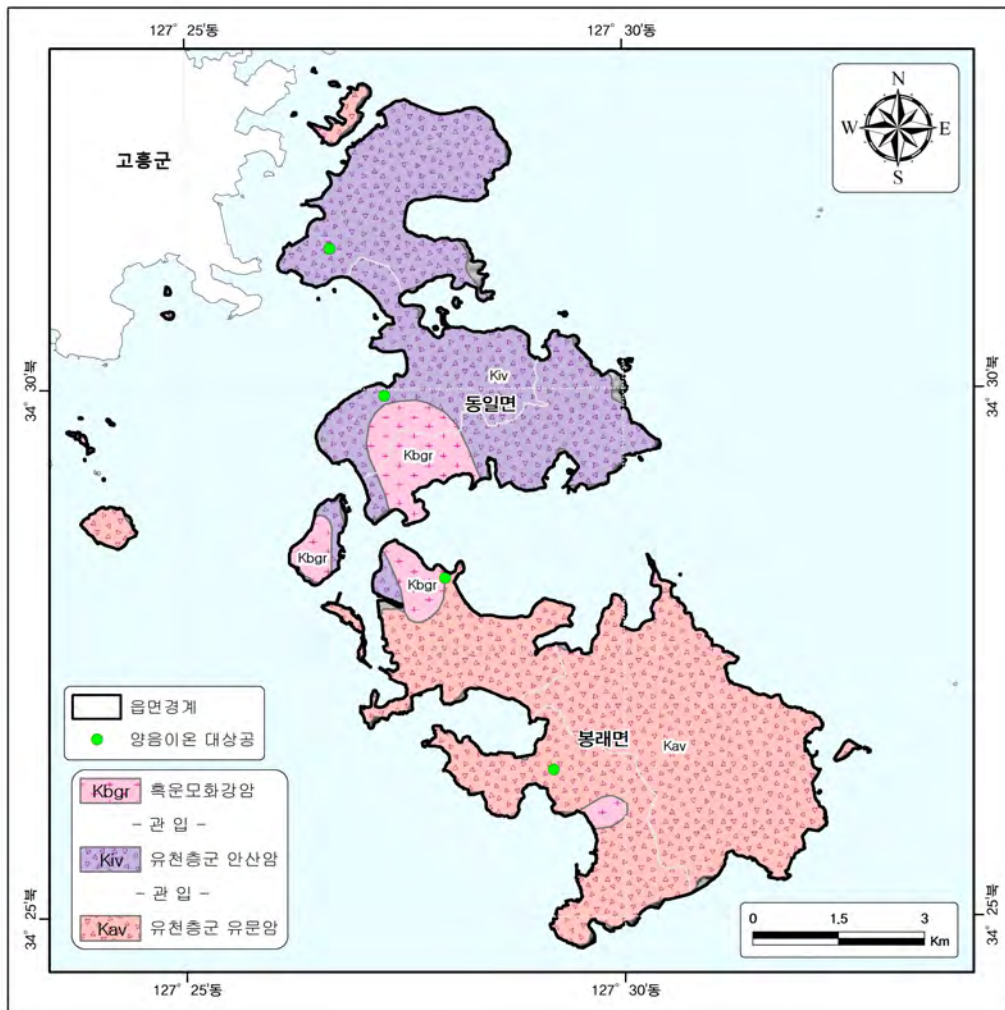 127° 25′동
127° 30′동
고흥군
N
W
E
S
34° 30′북
34° 30′북
Kiv
동일면
Kbgr
Kbgr
Kbgr
봉래면
Kav
읍면경계
양음이온 대상공
Kbgr 흑운모화강암
– 관 입 –
Kiv 유천층군 안산암
– 관 입 –
Kav 유천층군 유문암
34° 25′북
34° 25′북
0 1.5 3
Km
127° 25′동
127° 30′동